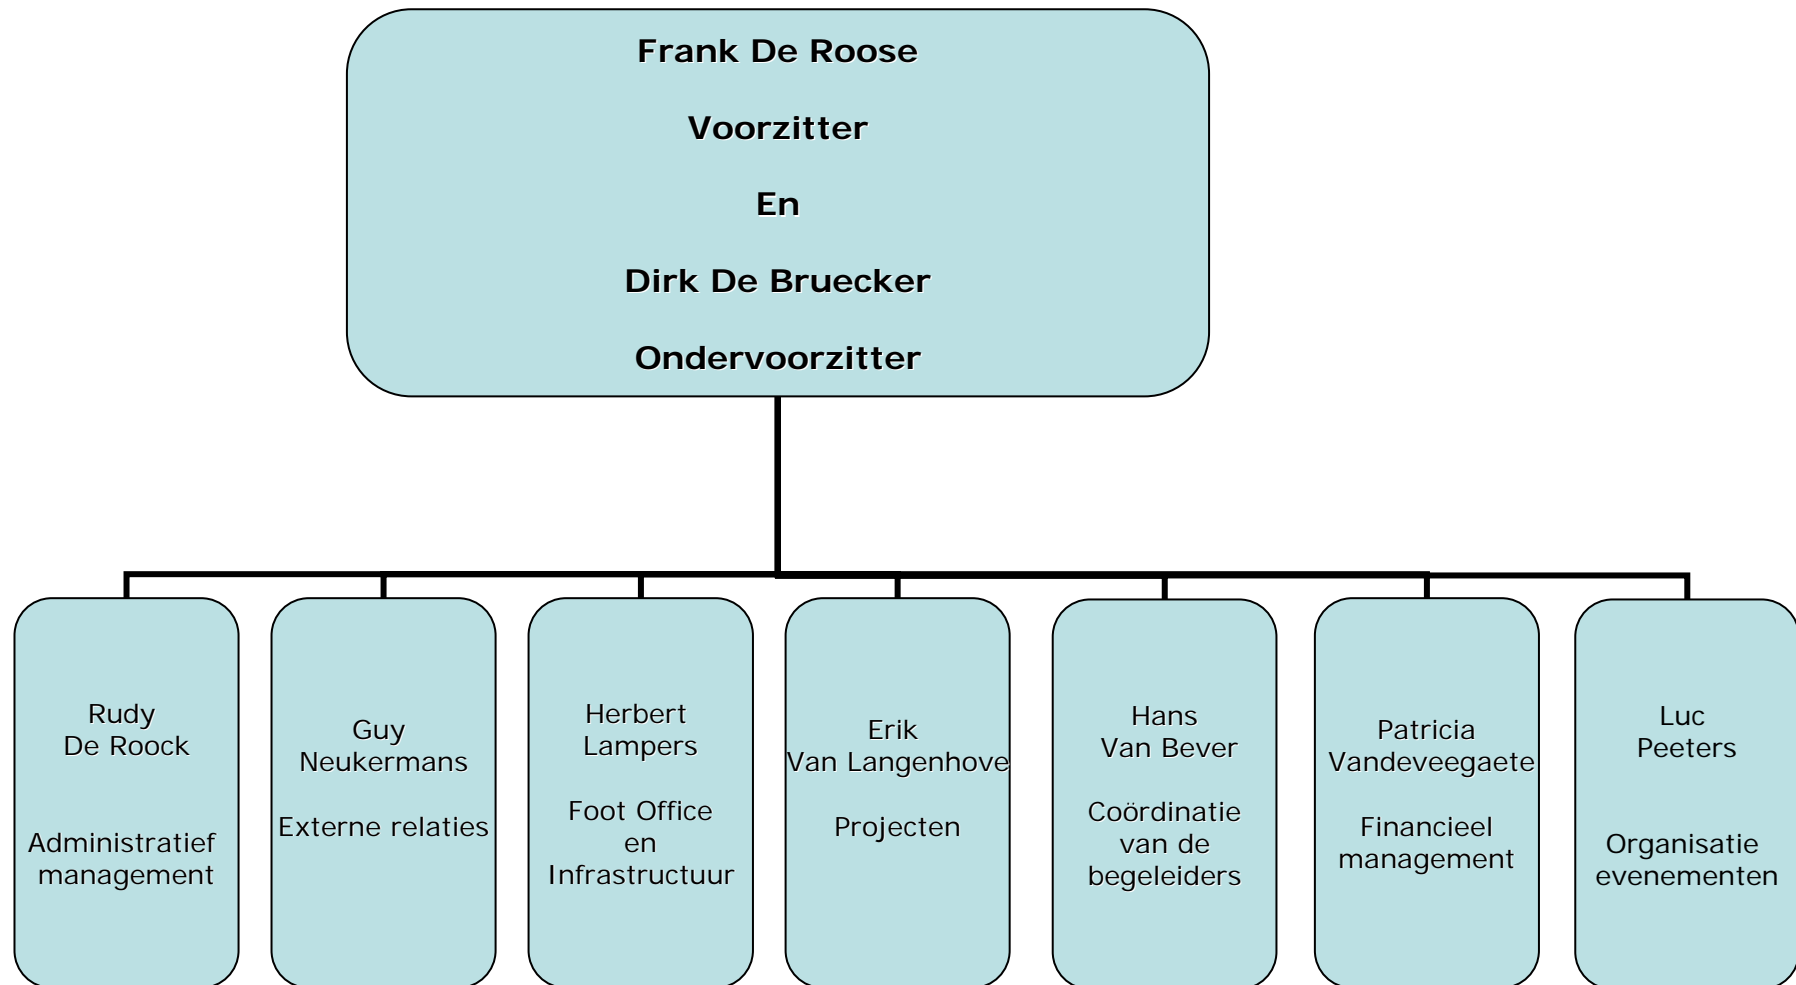 Frank De Roose
Voorzitter
En
Dirk De Bruecker
Ondervoorzitter
Rudy
De Roock
Administratief
management
Guy
Neukermans
Externe relaties
Herbert
Lampers
Foot Office
en
Infrastructuur
Erik
Van Langenhove
Projecten
Hans
Van Bever
Coördinatie
van de
begeleiders
Patricia
Vandeveegaete
Financieel
management
Luc
Peeters
Organisatie
evenementen